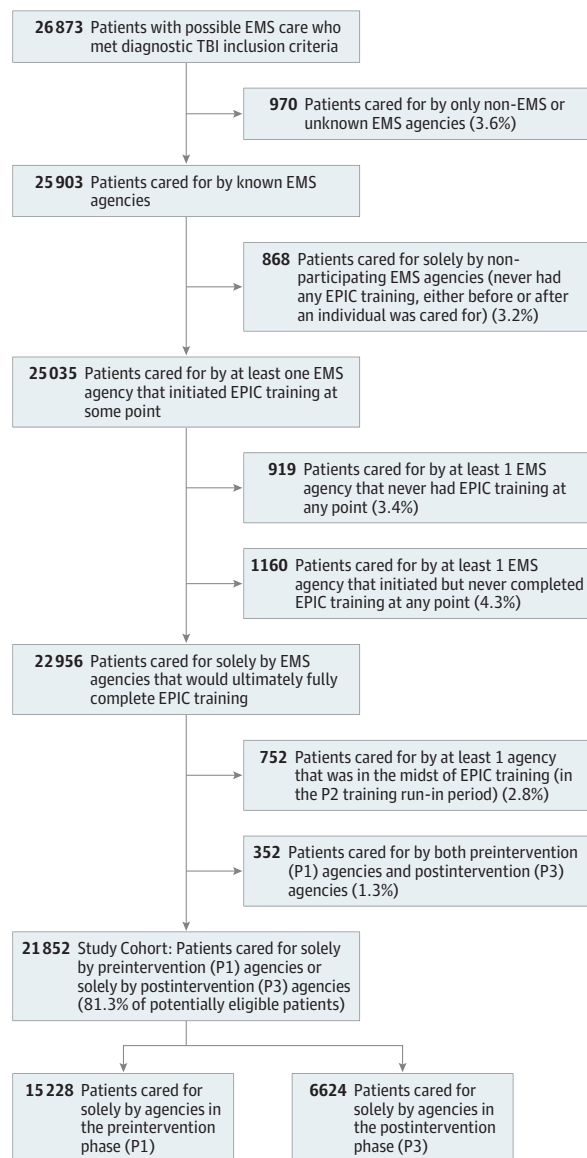 26873 Patients with possible EMS care who
met diagnostic TBI inclusion criteria
970 Patients cared for by only non-EMS or
unknown EMS agencies (3.6%)
25903 Patients cared for by known EMS
agencies
868 Patients cared for solely by non-
participating EMS agencies (never had
any EPIC training, either before or after
an individual was cared for) (3.2%)
25035 Patients cared for by at least one EMS
agency that initiated EPIC training at
some point
919 Patients cared for by at least 1 EMS
agency that never had EPIC training at
any point (3.4%)
1160 Patients cared for by at least 1 EMS
agency that initiated but never completed
EPIC training at any point (4.3%)
22956 Patients cared for solely by EMS
agencies that would ultimately fully
complete EPIC training
752 Patients cared for by at least 1 agency
that was in the midst of EPIC training (in
the P2 training run-in period) (2.8%)
352 Patients cared for by both preintervention
(P1) agencies and postintervention (P3)
agencies (1.3%)
21852 Study Cohort: Patients cared for solely
by preintervention (P1) agencies or
solely by postintervention (P3) agencies
(81.3% of potentially eligible patients)
15228 Patients cared for
solely by agencies in
the preintervention
phase (P1)
6624 Patients cared for
solely by agencies in
the postintervention
phase (P3)